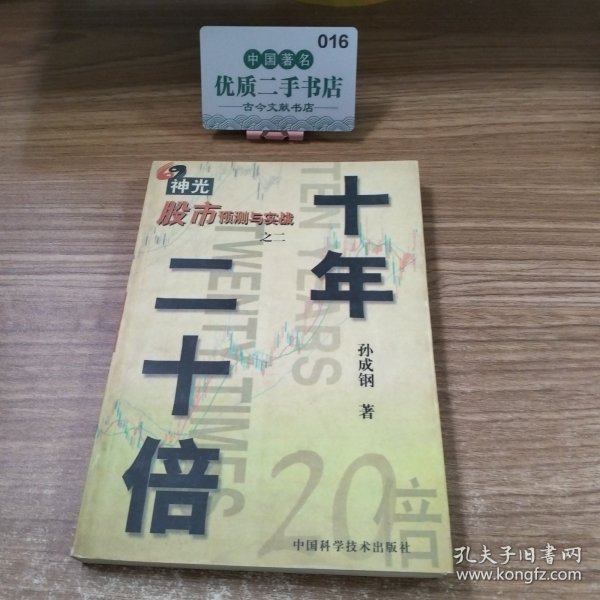 016
中国著名
优质二手书店
古今文献书店
神光
股市预测与实战
之二
十年
二十倍
TEN YEARS
TWENTY TIMES
孙成钢 著
20倍
中国科学技术出版社
孔夫子旧书网
www.kongfz.com